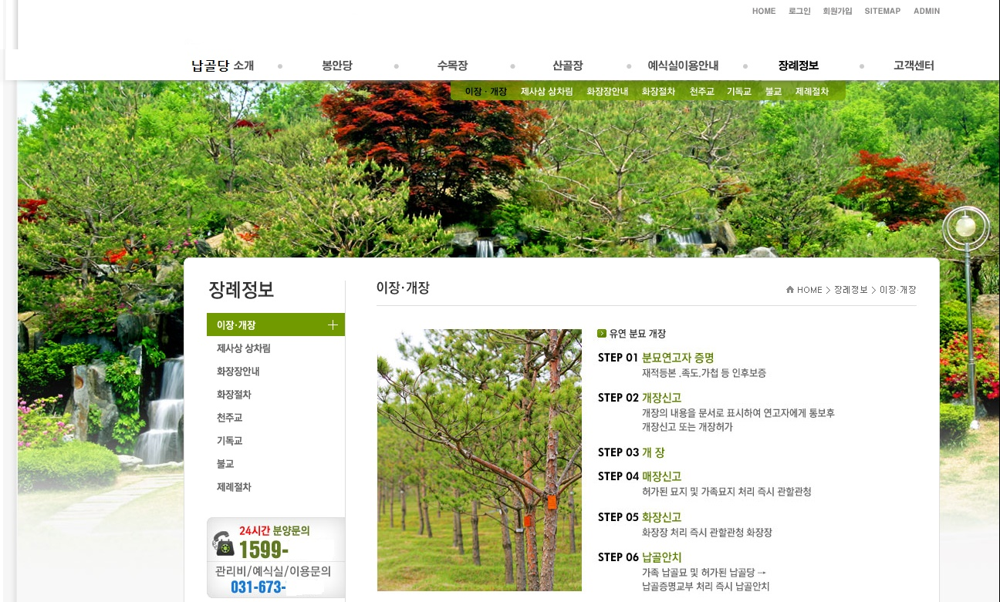 HOME 로그인 회원가입 SITEMAP ADMIN
납골당 소개 봉안당 수목장 산골장 예식실이용안내 장례정보 고객센터
이장 · 개장 제사상 상차림 화장장안내 화장절차 천주교 기독교 불교 제례절차
장례정보
이장·개장
제사상 상차림
화장장안내
화장절차
천주교
기독교
불교
제례절차
24시간 분양문의
1599-
관리비/예식실/이용문의
031-673-
이장·개장
HOME > 장례정보 > 이장·개장
유연 분묘 개장
STEP 01 분묘연고자 증명
재적등본 .족도.가첩 등 인후보증
STEP 02 개장신고
개장의 내용을 문서로 표시하여 연고자에게 통보후
개장신고 또는 개장허가
STEP 03 개 장
STEP 04 매장신고
허가된 묘지 및 가족묘지 처리 즉시 관할관청
STEP 05 화장신고
화장장 처리 즉시 관할관청 화장장
STEP 06 납골안치
가족 납골묘 및 허가된 납골당 →
납골증명교부 처리 즉시 납골안치